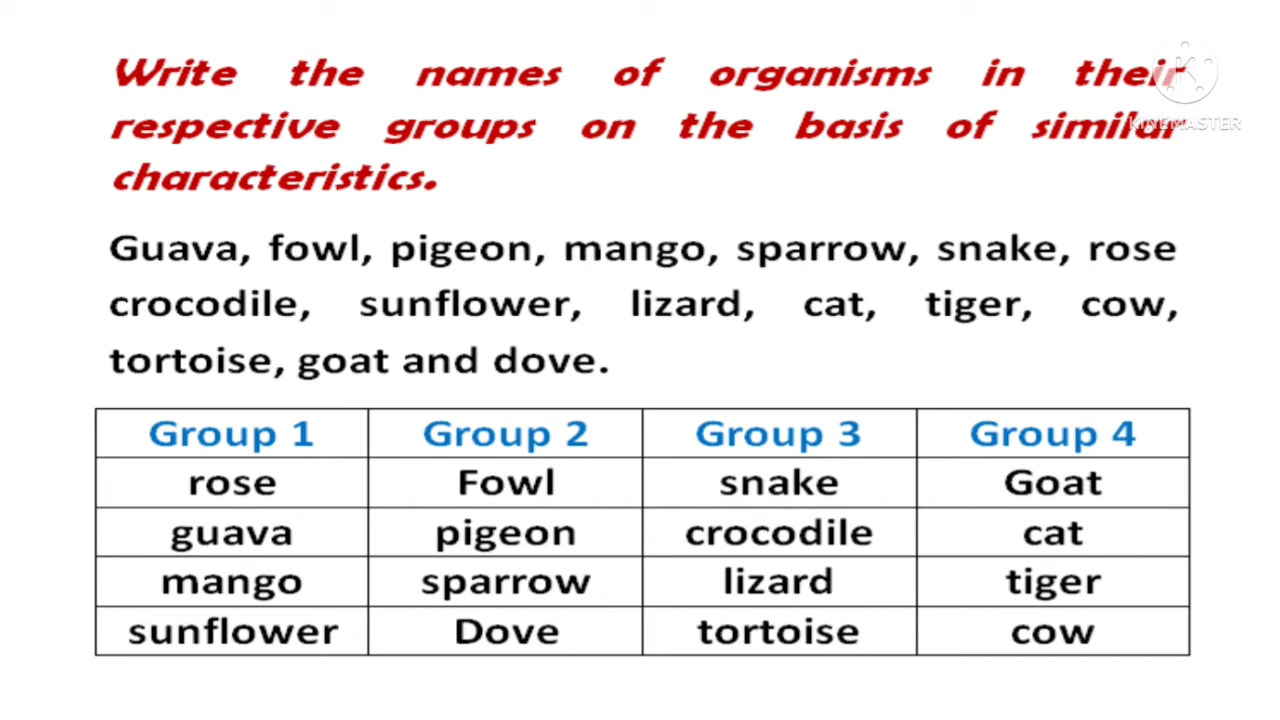 Write the names of organisms in their
respective groups on the basis of similar
characteristics.
KINEMASTER
Guava, fowl, pigeon, mango, sparrow, snake, rose
crocodile, sunflower, lizard, cat, tiger, cow,
tortoise, goat and dove.
Group 1 Group 2 Group 3 Group 4
rose Fowl snake Goat
guava pigeon crocodile cat
mango sparrow lizard tiger
sunflower Dove tortoise cow